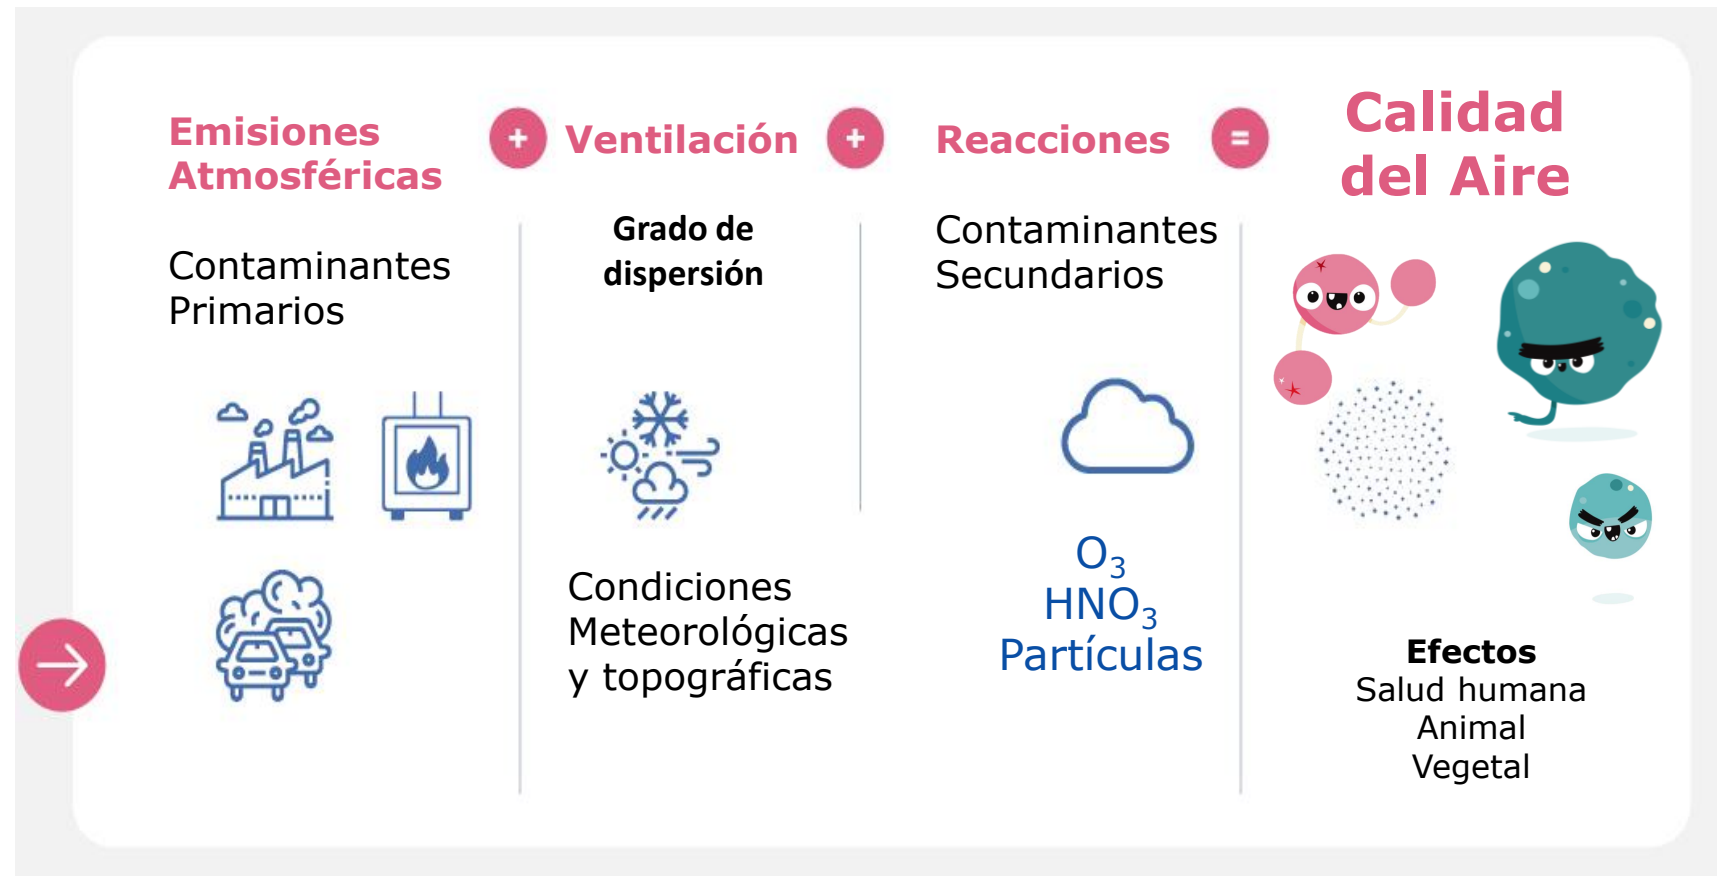 Emisiones
Atmosféricas
+
Ventilación
+
Reacciones
=
Calidad
del Aire
Contaminantes
Primarios
Grado de
dispersión
Condiciones
Meteorológicas
y topográficas
Contaminantes
Secundarios
O₃
HNO₃
Partículas
Efectos
Salud humana
Animal
Vegetal